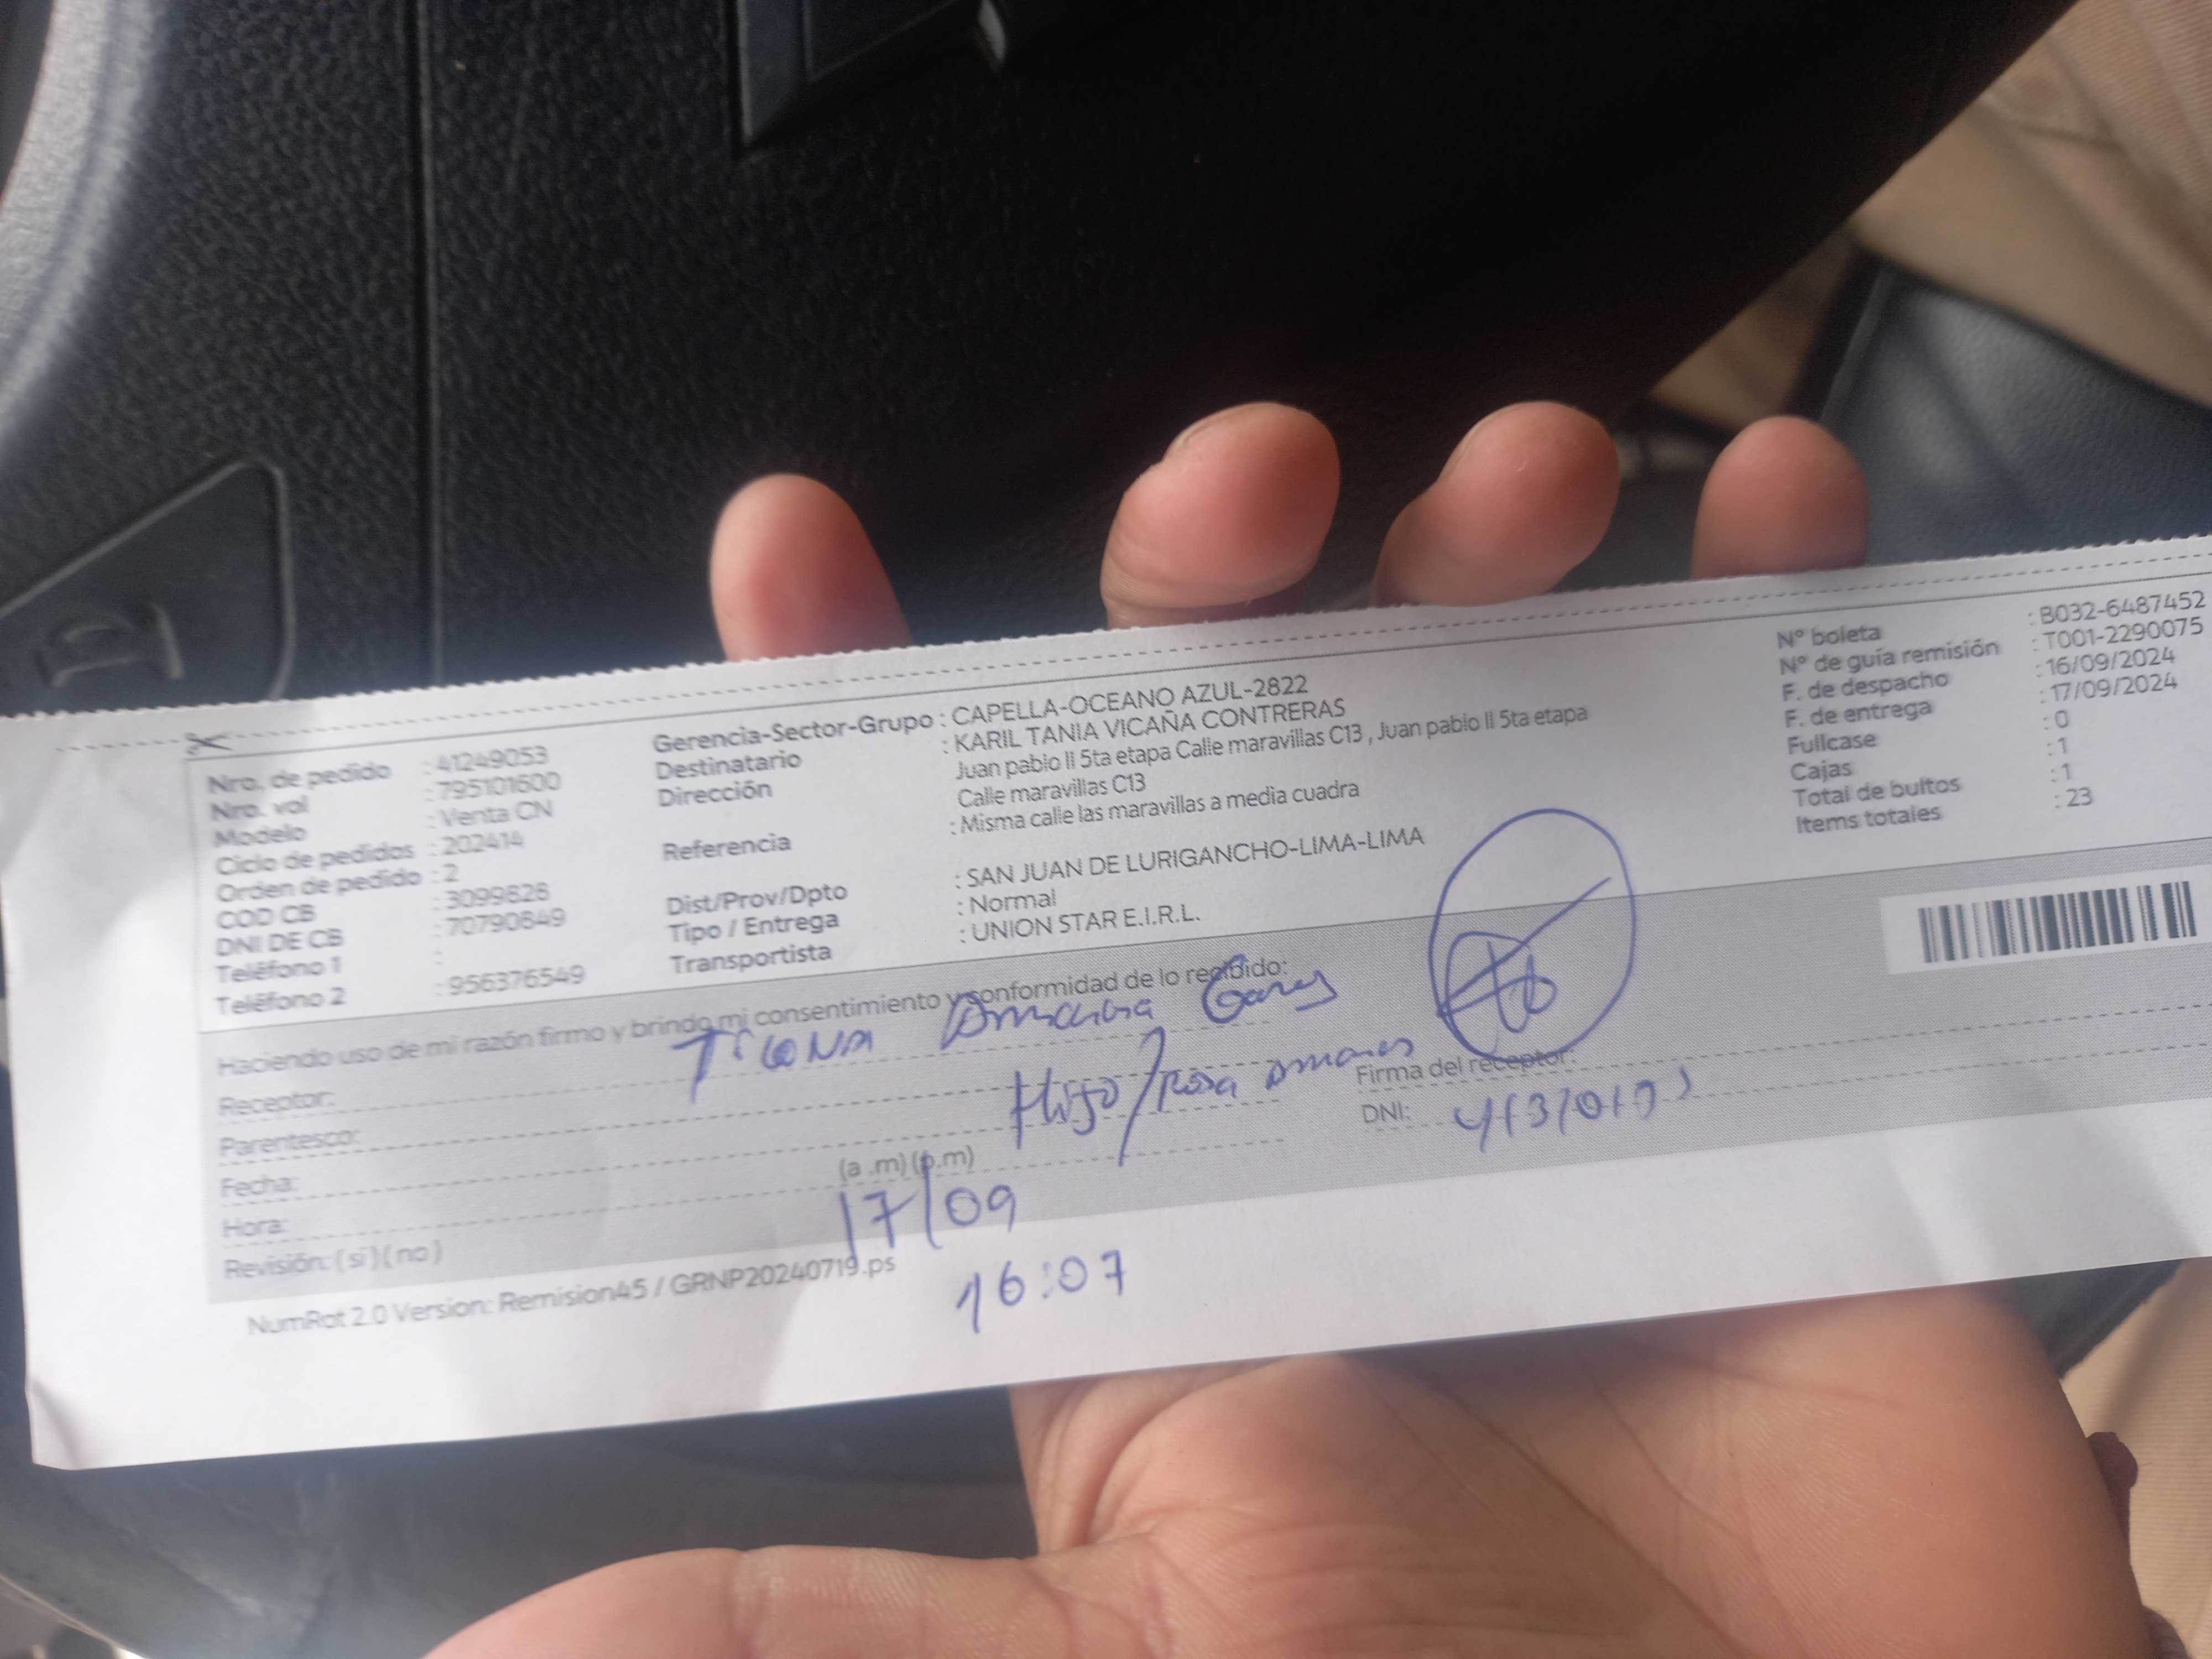 Nro. de pedido : 41249053
Nro. vol : 795101600
Modelo : Venta CN
Ciclo de pedidos : 202414
Orden de pedido : 2
COD CB : 3099826
DNI DE CB : 70790849
Teléfono 1 :
Teléfono 2 : 956376549
Gerencia-Sector-Grupo : CAPELLA-OCEANO AZUL-2822
Destinatario : KARIL TANIA VICAÑA CONTRERAS
Dirección Juan pablo II 5ta etapa Calle maravillas C13 , Juan pablo II 5ta etapa
Calle maravillas C13
Referencia : Misma calle las maravillas a media cuadra
Dist/Prov/Dpto : SAN JUAN DE LURIGANCHO-LIMA-LIMA
Tipo / Entrega : Normal
Transportista : UNION STAR E.I.R.L.
N° boleta : B032-6487452
N° de guía remisión : T001-2290075
F. de despacho : 16/09/2024
F. de entrega : 17/09/2024
Fullcase : 0
Cajas : 1
Total de bultos : 1
Items totales : 23
Haciendo uso de mi razón firmo y brindo mi consentimiento y conformidad de lo recibido:
Receptor: Ticona
Parentesco: Hijo / Rosa
Firma del receptor:
DNI:
Fecha: 17/09
Hora: (a .m) (p.m) 16:07
Revisión: ( si ) ( no )
NumRot 2.0 Version: Remision45 / GRNP20240719.ps